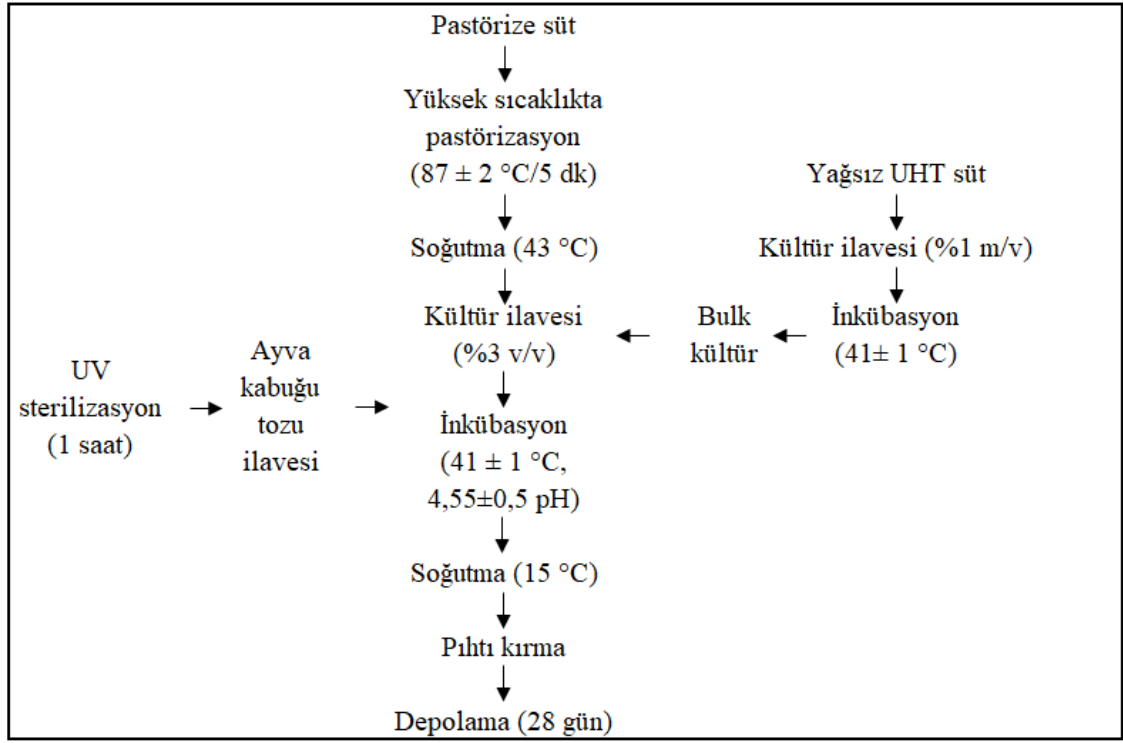 Pastörize süt
Yüksek sıcaklıkta
pastörizasyon
(87 ± 2 °C/5 dk)
Soğutma (43 °C)
Yağsız UHT süt
Kültür ilavesi (%1 m/v)
İnkübasyon
(41± 1 °C)
Bulk
kültür
Kültür ilavesi
(%3 v/v)
UV
sterilizasyon
(1 saat)
Ayva
kabuğu
tozu
ilavesi
İnkübasyon
(41 ± 1 °C,
4,55±0,5 pH)
Soğutma (15 °C)
Pıhtı kırma
Depolama (28 gün)